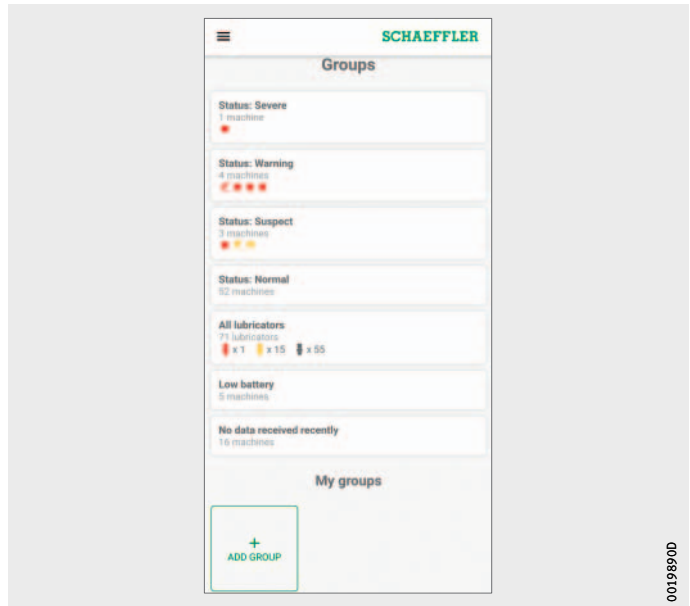 SCHAEFFLER
Groups
Status: Severe
1 machine
Status: Warning
4 machines
Status: Suspect
3 machines
Status: Normal
52 machines
All lubricators
71 lubricators
x 1 x 15 x 55
Low battery
5 machines
No data received recently
16 machines
My groups
+
ADD GROUP
0019890D